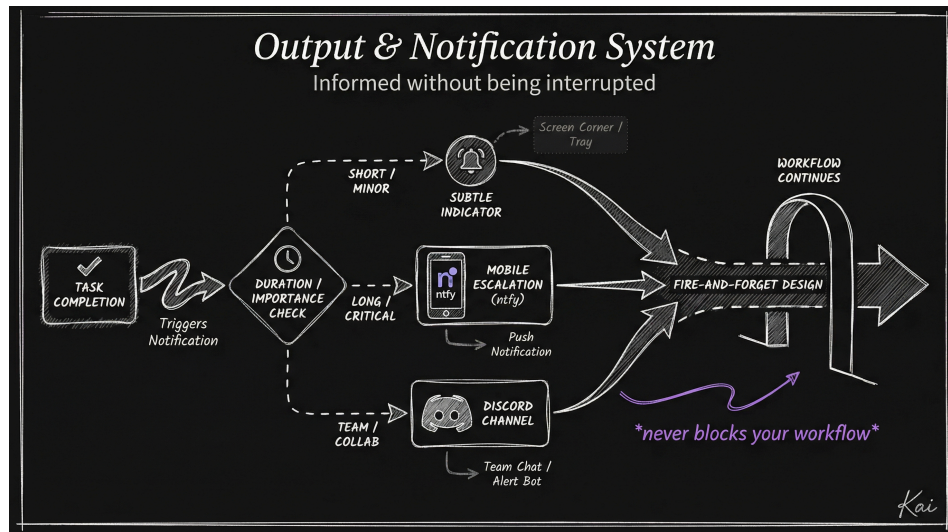 Output & Notification System
Informed without being interrupted
Screen Corner /
Tray
SHORT /
MINOR
SUBTLE
INDICATOR
WORKFLOW
CONTINUES
TASK
COMPLETION
Triggers
Notification
DURATION /
IMPORTANCE
CHECK
LONG /
CRITICAL
n
ntfy
MOBILE
ESCALATION
(ntfy)
Push
Notification
FIRE-AND-FORGET DESIGN
TEAM /
COLLAB
DISCORD
CHANNEL
Team Chat /
Alert Bot
*never blocks your workflow*
Kai